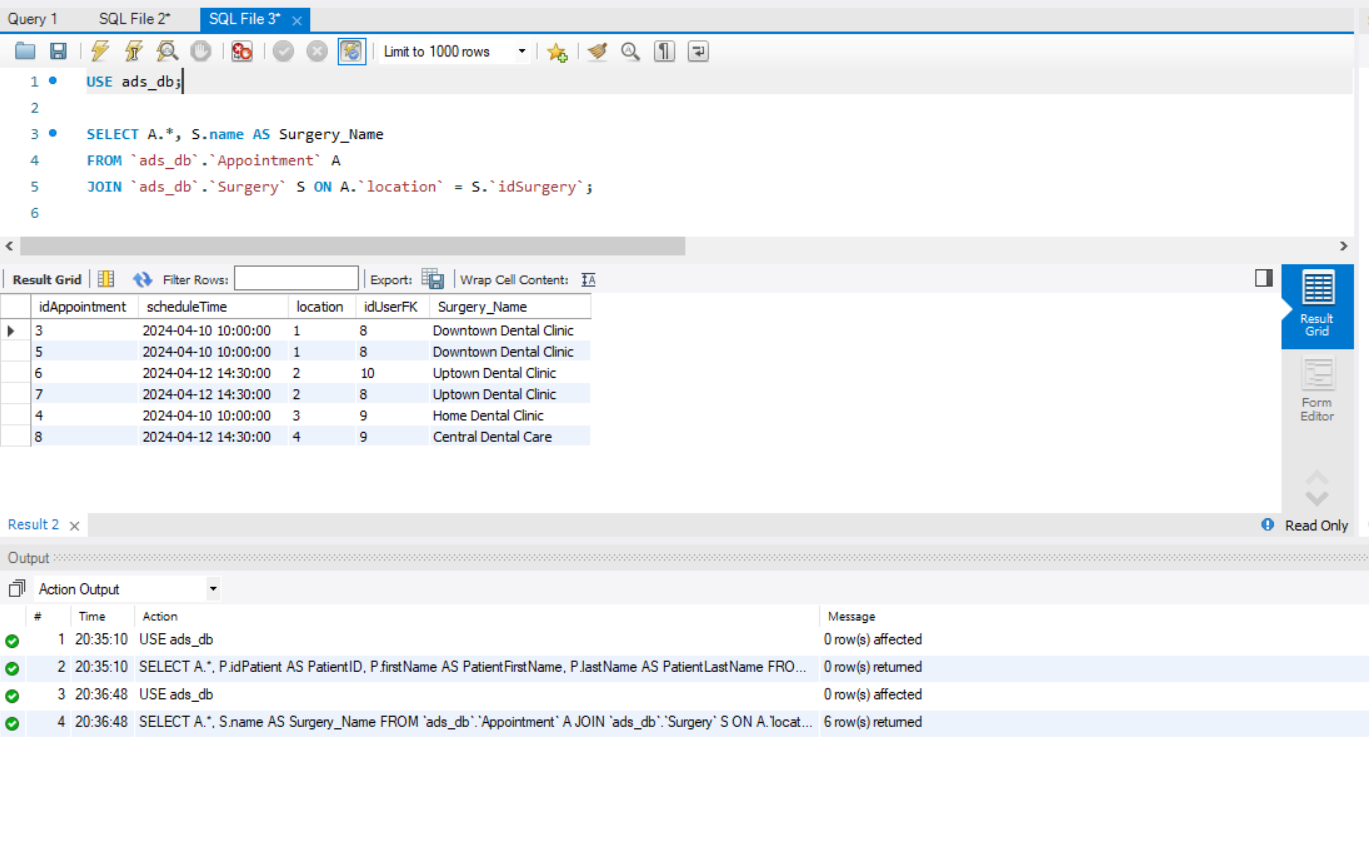 Query 1 SQL File 2* SQL File 3*
Limit to 1000 rows
1 USE ads_db;
2
3 SELECT A.*, S.name AS Surgery_Name
4 FROM `ads_db`.`Appointment` A
5 JOIN `ads_db`.`Surgery` S ON A.`location` = S.`idSurgery`;
6
Result Grid Filter Rows: Export: Wrap Cell Content:
idAppointment scheduleTime location idUserFK Surgery_Name
3 2024-04-10 10:00:00 1 8 Downtown Dental Clinic
5 2024-04-10 10:00:00 1 8 Downtown Dental Clinic
6 2024-04-12 14:30:00 2 10 Uptown Dental Clinic
7 2024-04-12 14:30:00 2 8 Uptown Dental Clinic
4 2024-04-10 10:00:00 3 9 Home Dental Clinic
8 2024-04-12 14:30:00 4 9 Central Dental Care
Result
Grid
Form
Editor
Result 2 Read Only
Output
Action Output
# Time Action Message
1 20:35:10 USE ads_db 0 row(s) affected
2 20:35:10 SELECT A.*, P.idPatient AS PatientID, P.firstName AS PatientFirstName, P.lastName AS PatientLastName FRO... 0 row(s) returned
3 20:36:48 USE ads_db 0 row(s) affected
4 20:36:48 SELECT A.*, S.name AS Surgery_Name FROM `ads_db`.`Appointment` A JOIN `ads_db`.`Surgery` S ON A.`locat... 6 row(s) returned